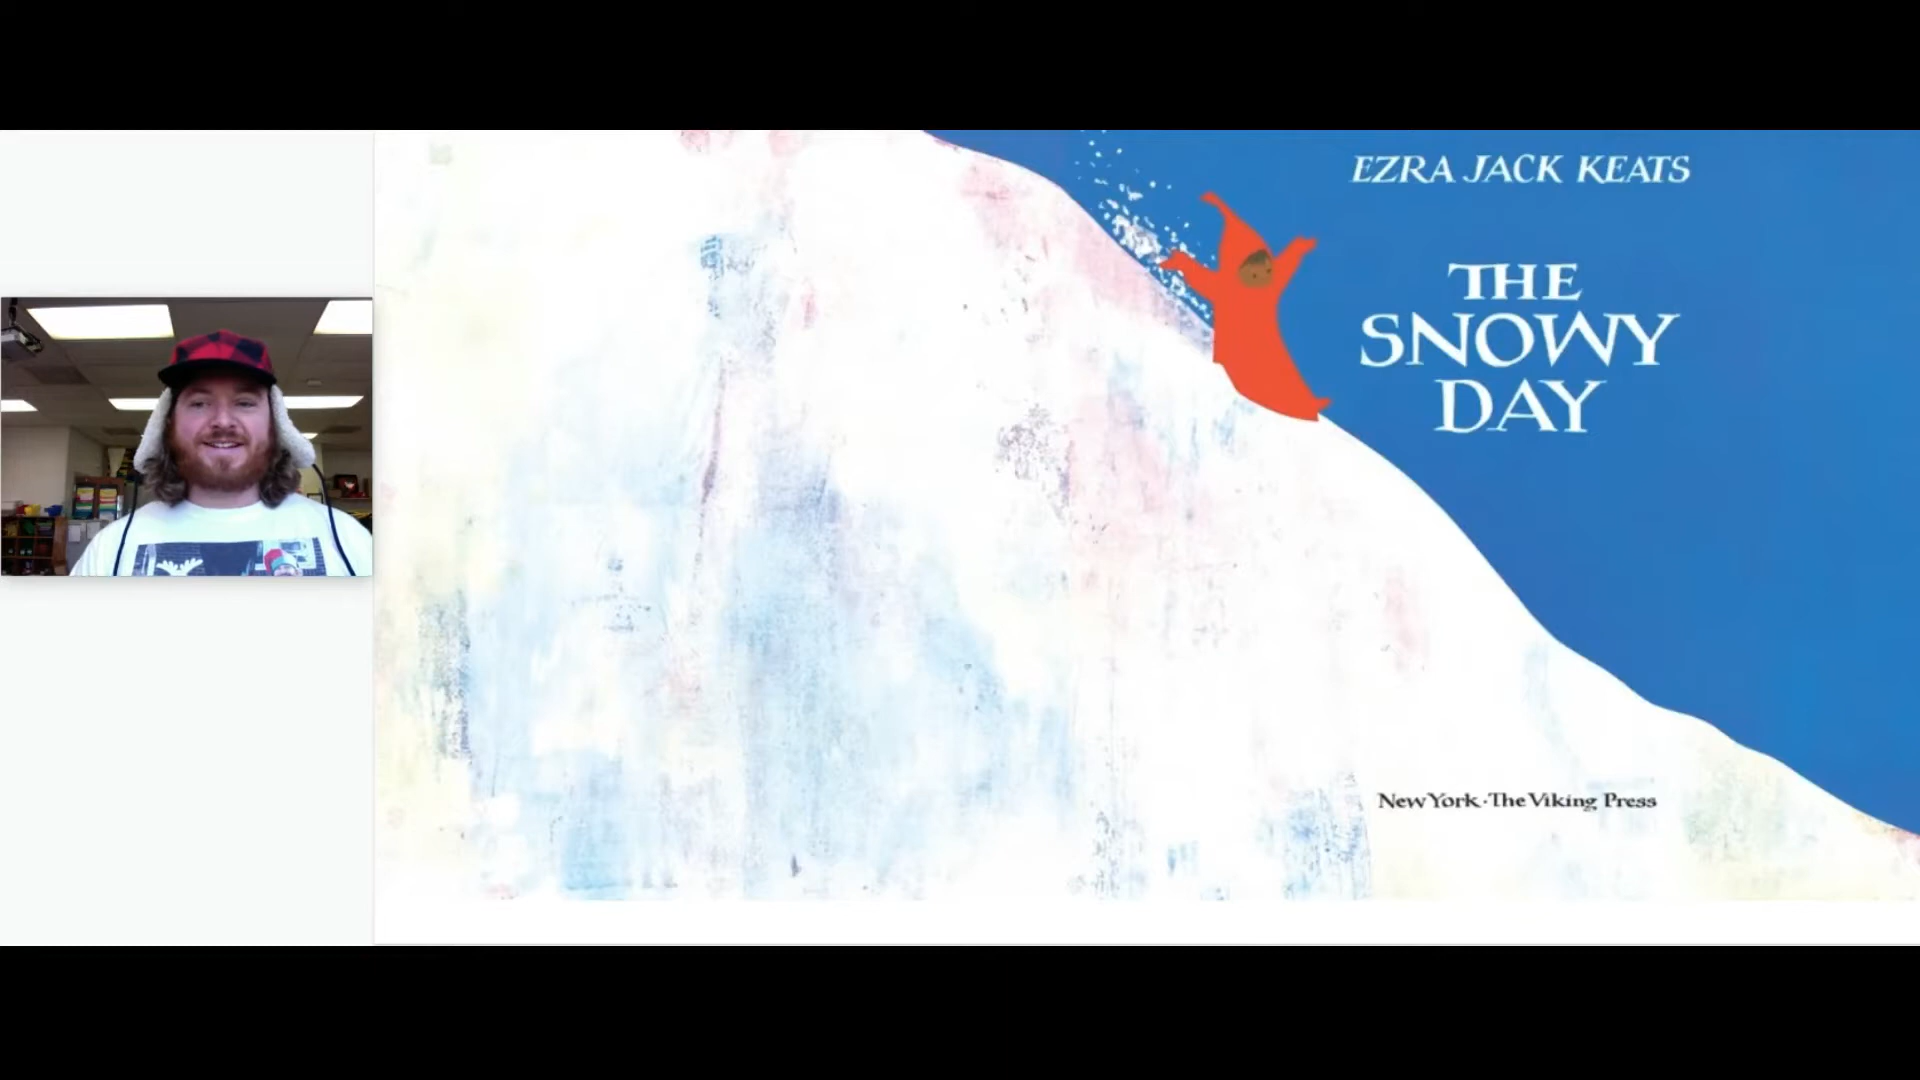 EZRA JACK KEATS
THE
SNOWY
DAY
New York · The Viking Press